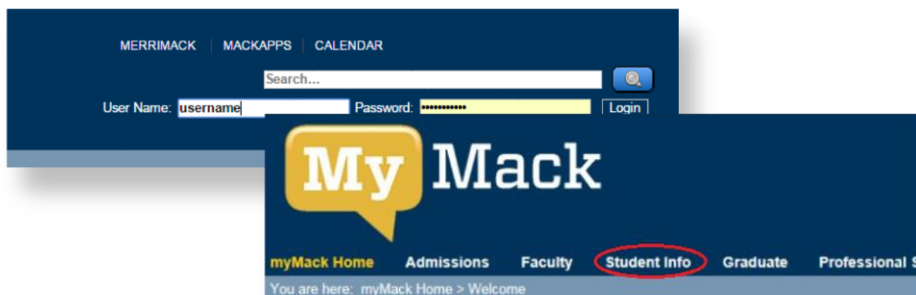 MERRIMACK MACKAPPS CALENDAR
Search...
User Name: username Password: Login
My Mack
myMack Home Admissions Faculty Student Info Graduate Professional S
You are here: myMack Home > Welcome